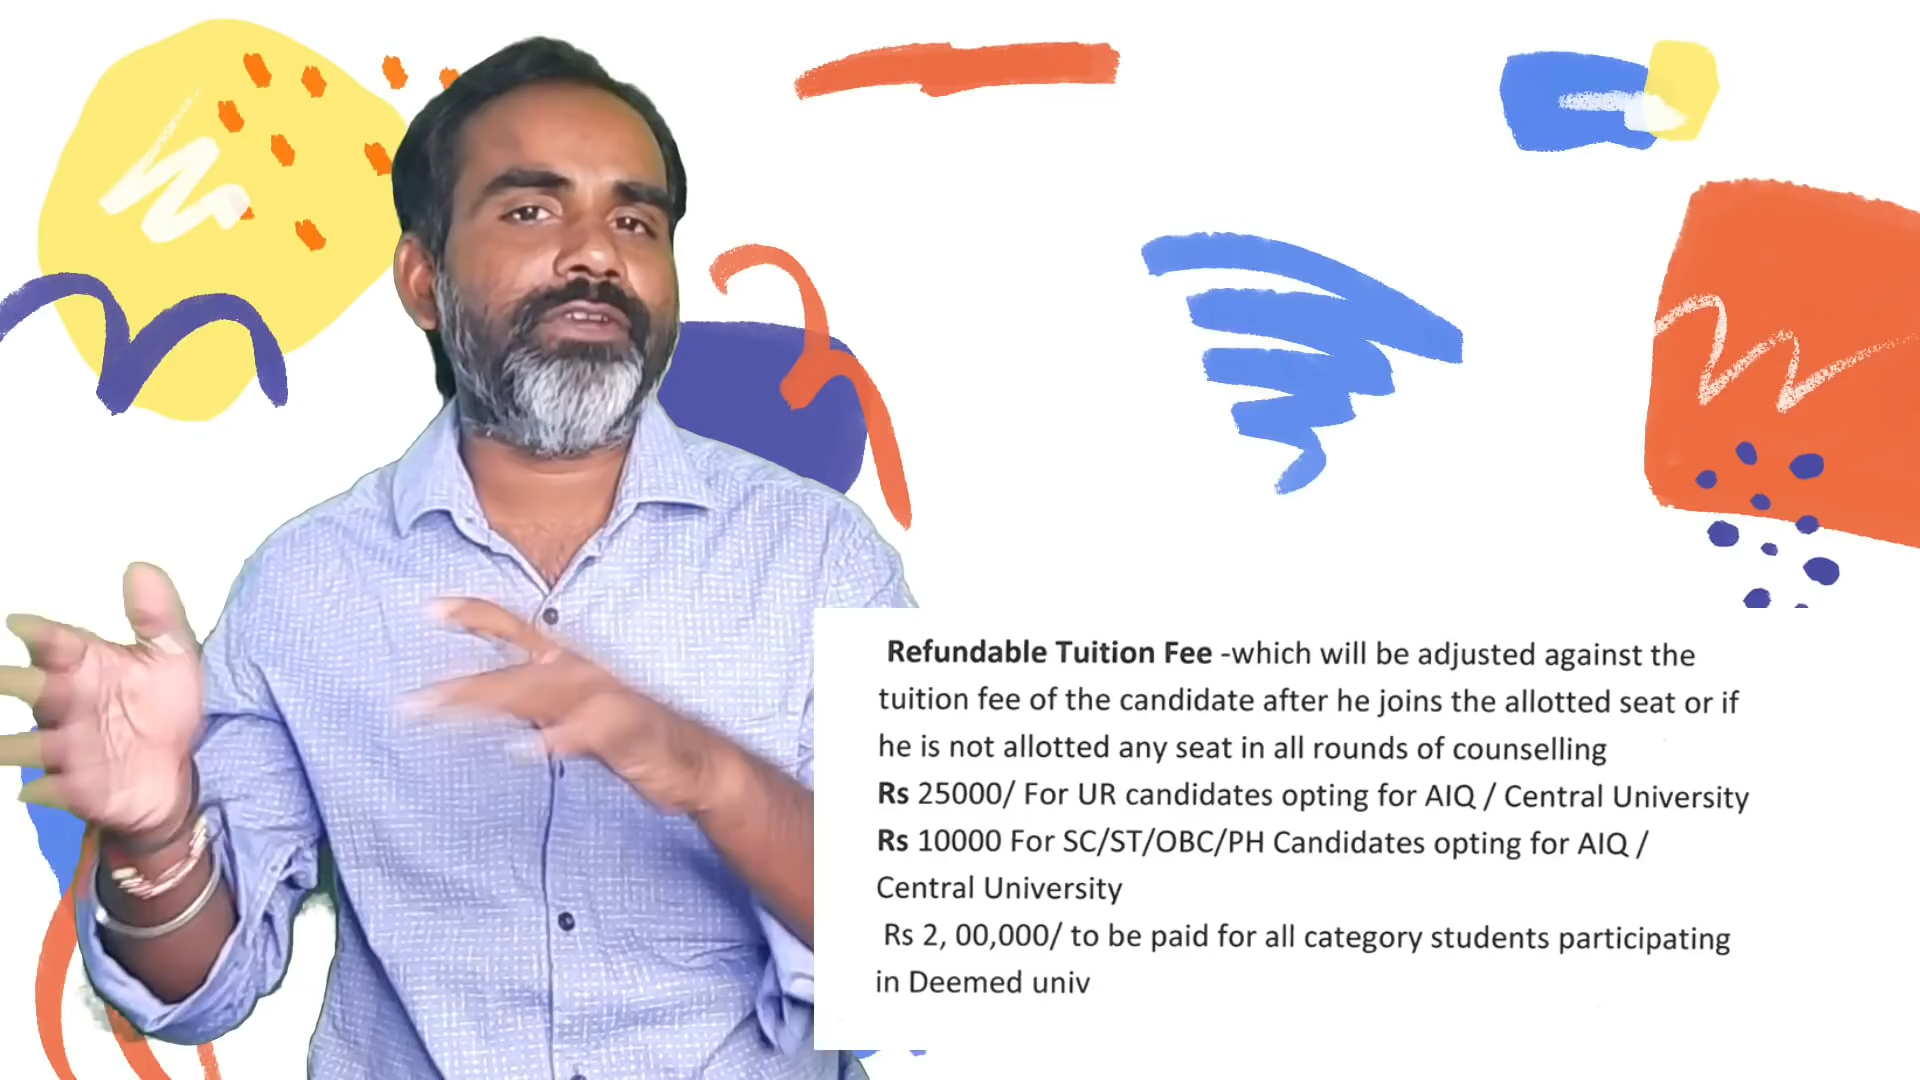 Refundable Tuition Fee -which will be adjusted against the
tuition fee of the candidate after he joins the allotted seat or if
he is not allotted any seat in all rounds of counselling
Rs 25000/ For UR candidates opting for AIQ / Central University
Rs 10000 For SC/ST/OBC/PH Candidates opting for AIQ /
Central University
Rs 2, 00,000/ to be paid for all category students participating
in Deemed univ